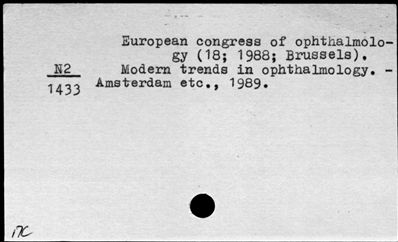 European congress of ophthalmolo-
gy (18; 1988; Brussels).
N2
1433
Modern trends in ophthalmology. -
Amsterdam etc., 1989.